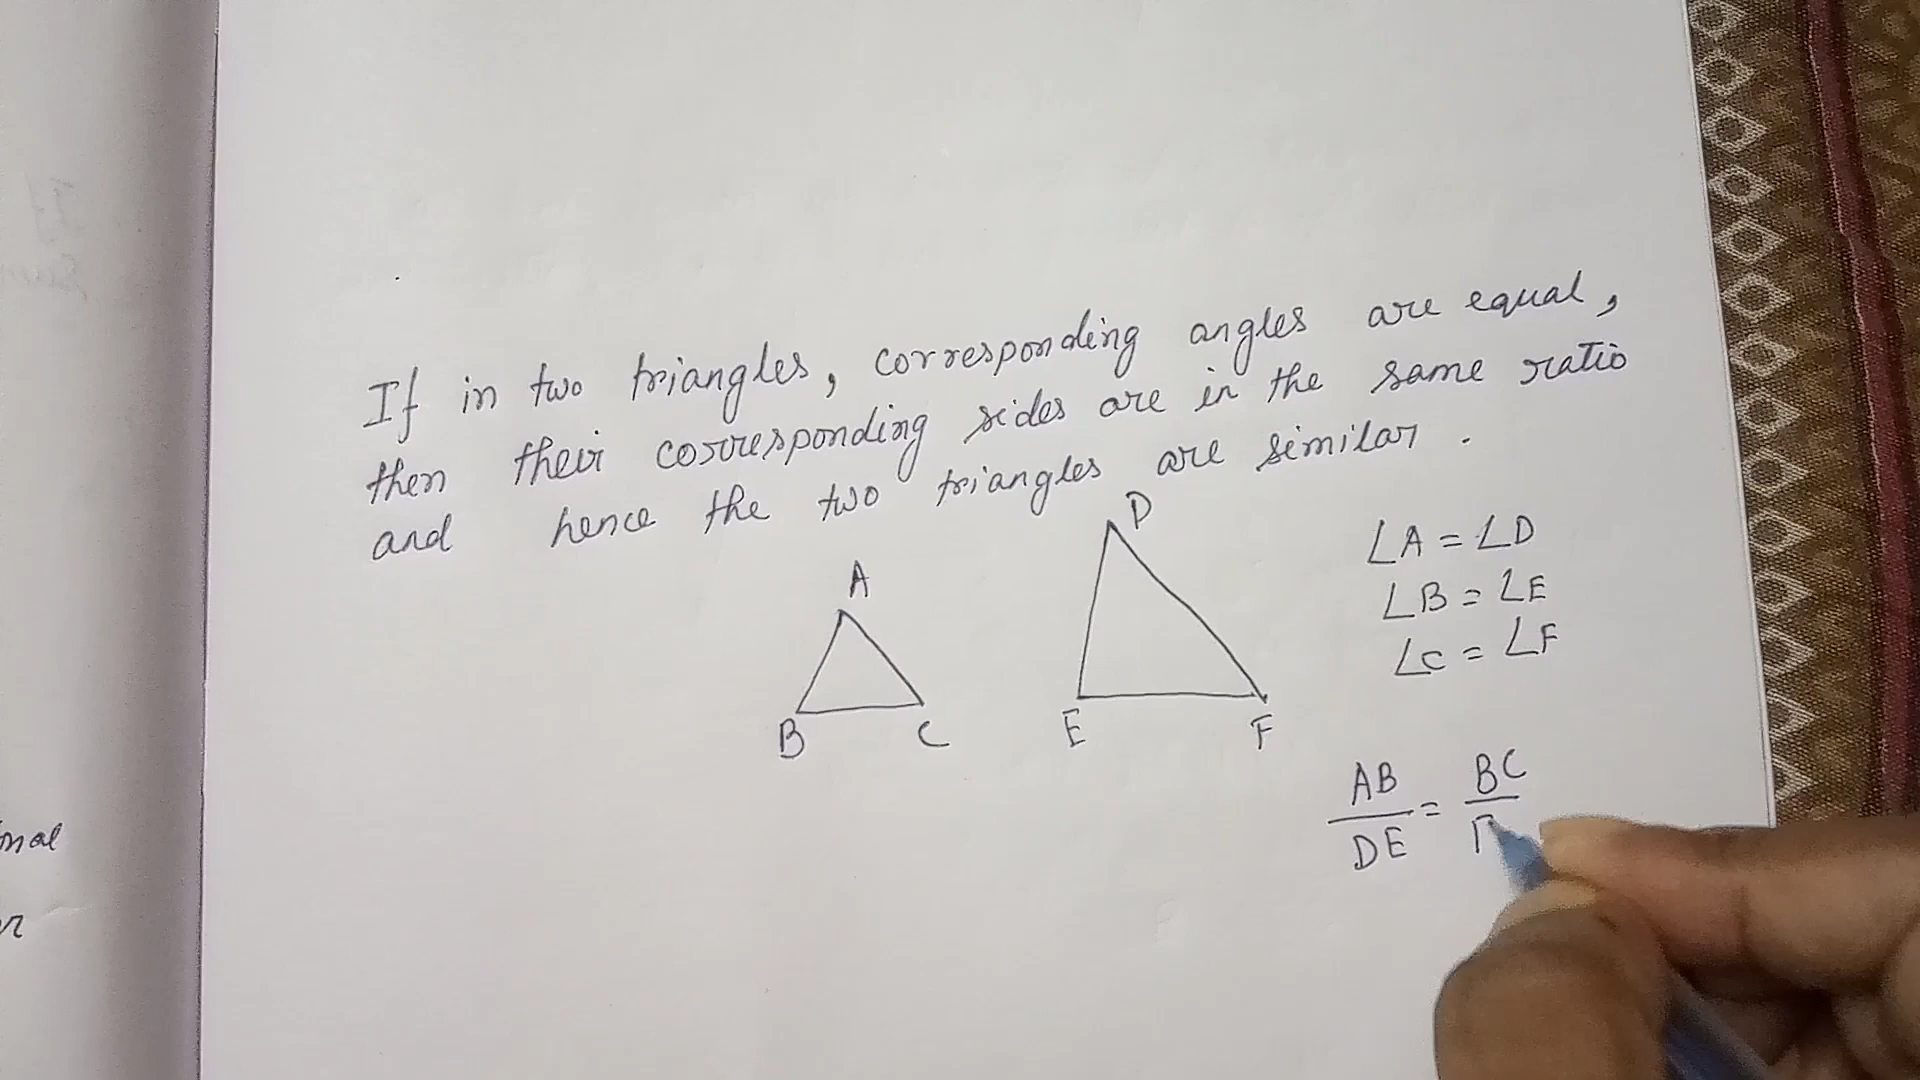 If in two triangles, corresponding angles are equal,
then their corresponding sides are in the same ratio
and hence the two triangles are similar.
A
B
C
D
E
F
∠A = ∠D
∠B = ∠E
∠C = ∠F
AB/DE = BC/